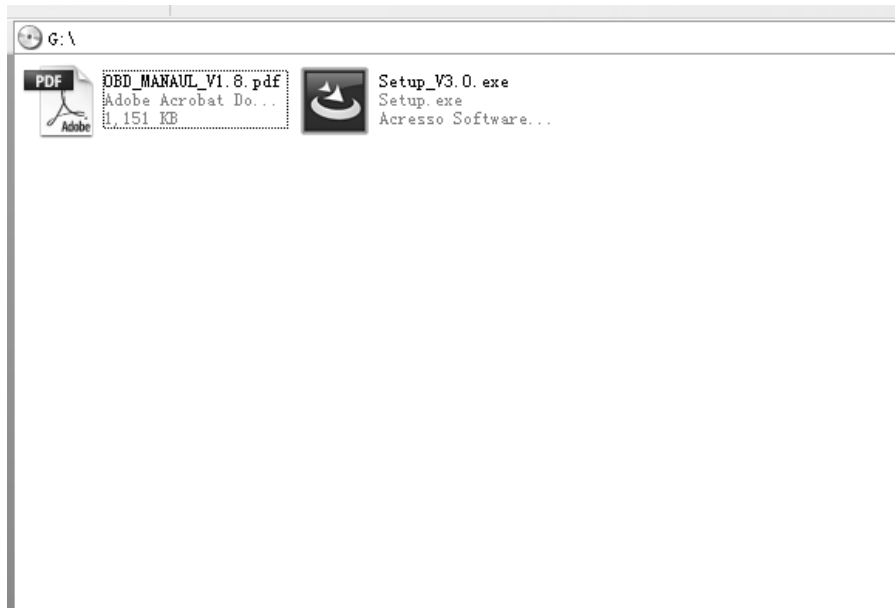 G:\
PDF
Adobe
OBD_MANAUL_V1.8.pdf
Adobe Acrobat Do...
1,151 KB
Setup_V3.0.exe
Setup.exe
Acresso Software...